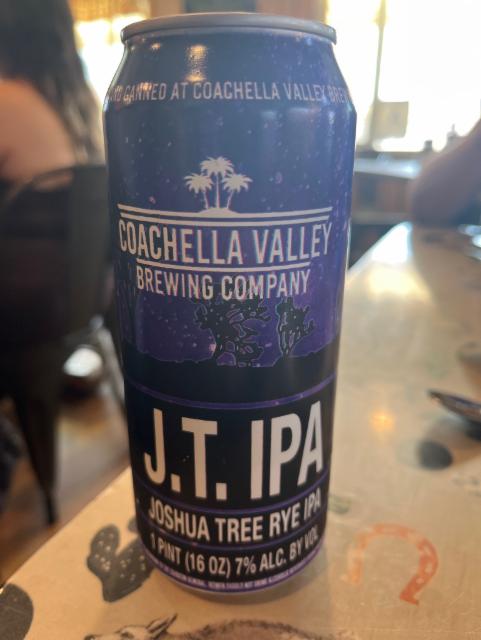 CANNED AT COACHELLA VALLEY
COACHELLA VALLEY
BREWING COMPANY
J.T. IPA
JOSHUA TREE RYE IPA
1 PINT (16 OZ) 7% ALC. BY VOL